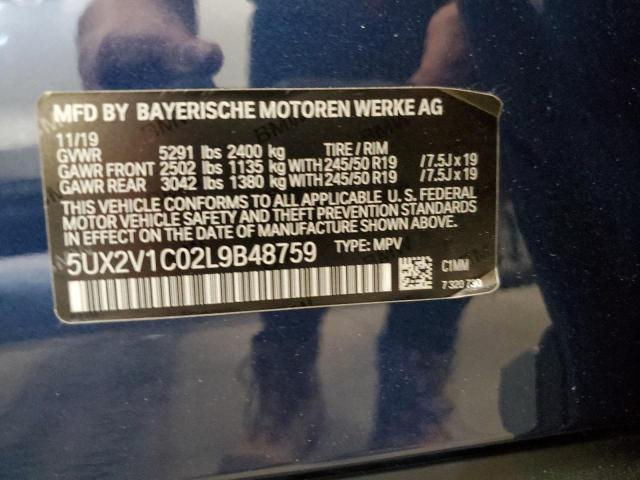 MFD BY BAYERISCHE MOTOREN WERKE AG
11/19
GVWR 5291 lbs 2400 kg TIRE / RIM
GAWR FRONT 2502 lbs 1135 kg WITH 245/50 R19 /7.5J x 19
GAWR REAR 3042 lbs 1380 kg WITH 245/50 R19 /7.5J x 19
THIS VEHICLE CONFORMS TO ALL APPLICABLE U. S. FEDERAL
MOTOR VEHICLE SAFETY AND THEFT PREVENTION STANDARDS
IN EFFECT ON THE DATE OF MANUFACTURE SHOWN ABOVE.
5UX2V1C02L9B48759 TYPE: MPV
C1MM
7 320 730